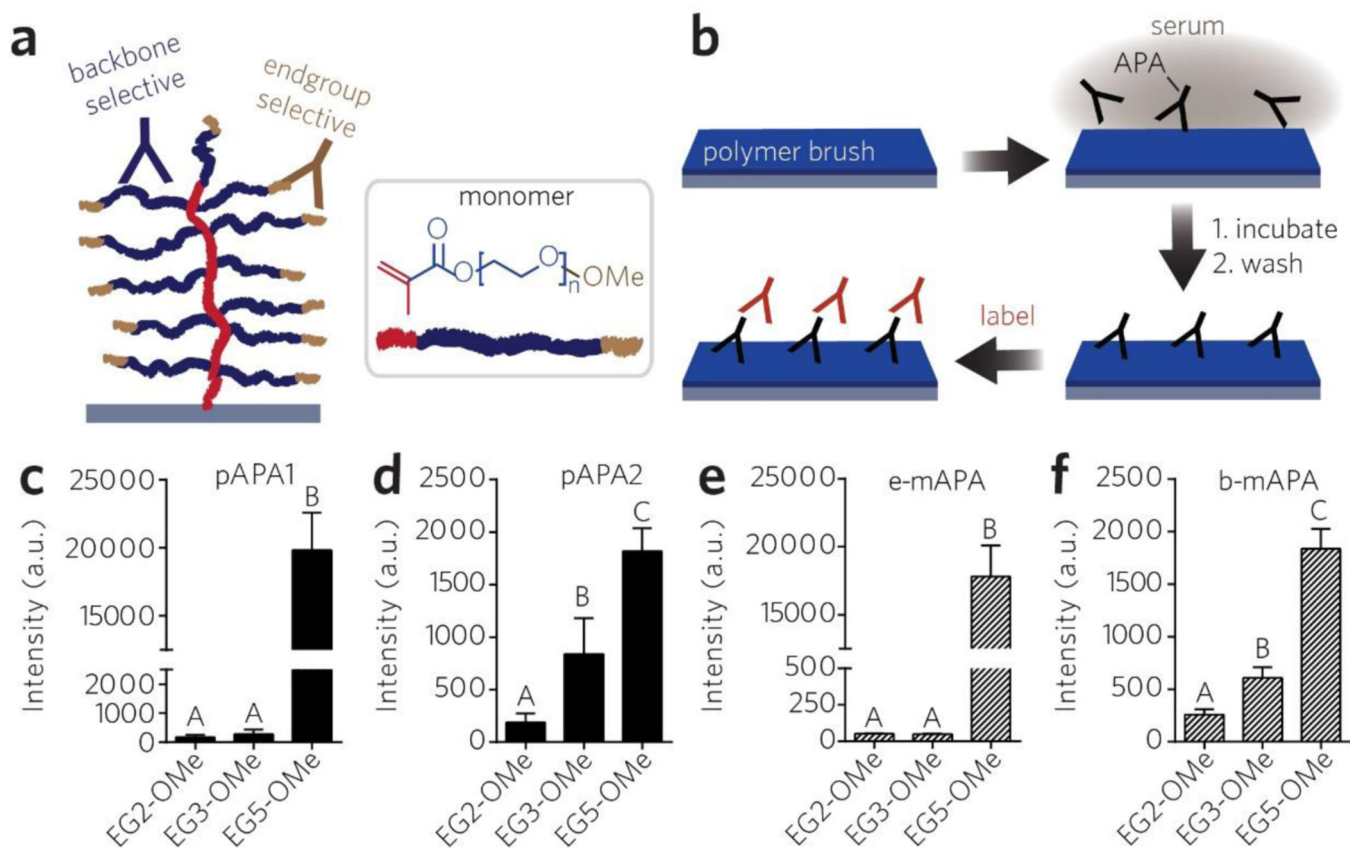 a
backbone
selective
endgroup
selective
monomer
O
O
O
n
OMe
b
serum
APA
polymer brush
1. incubate
2. wash
label
c
pAPA1
Intensity (a.u.)
25000
20000
15000
2000
1000
0
A
A
B
EG2-OMe
EG3-OMe
EG5-OMe
d
pAPA2
Intensity (a.u.)
2500
2000
1500
1000
500
0
A
B
C
EG2-OMe
EG3-OMe
EG5-OMe
e
e-mAPA
Intensity (a.u.)
25000
20000
15000
500
250
0
A
A
B
EG2-OMe
EG3-OMe
EG5-OMe
f
b-mAPA
Intensity (a.u.)
2500
2000
1500
1000
500
0
A
B
C
EG2-OMe
EG3-OMe
EG5-OMe